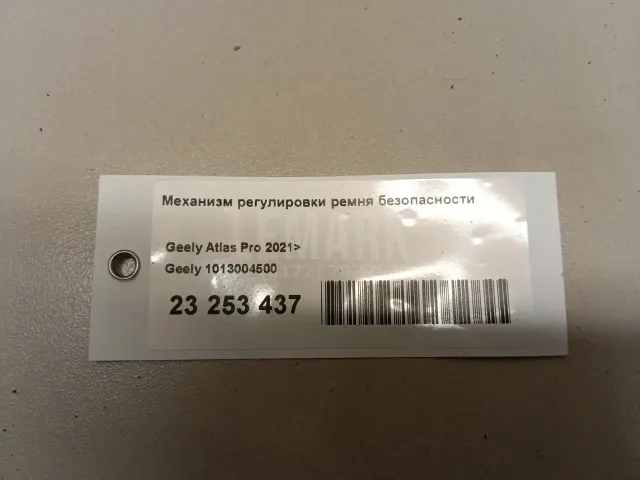 Механизм регулировки ремня безопасности
Geely Atlas Pro 2021>
Geely 1013004500
23 253 437